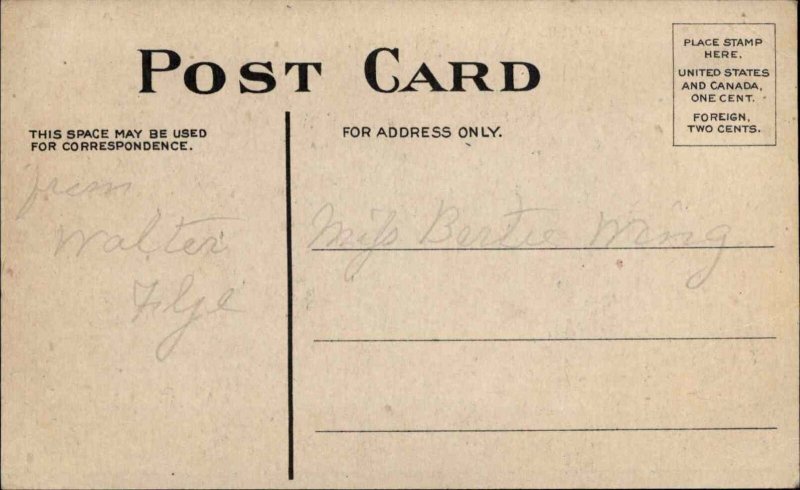 POST CARD
PLACE STAMP
HERE.
UNITED STATES
AND CANADA,
ONE CENT.
FOREIGN,
TWO CENTS.
THIS SPACE MAY BE USED
FOR CORRESPONDENCE.
FOR ADDRESS ONLY.
from
Walter
Miss Bertie Wing